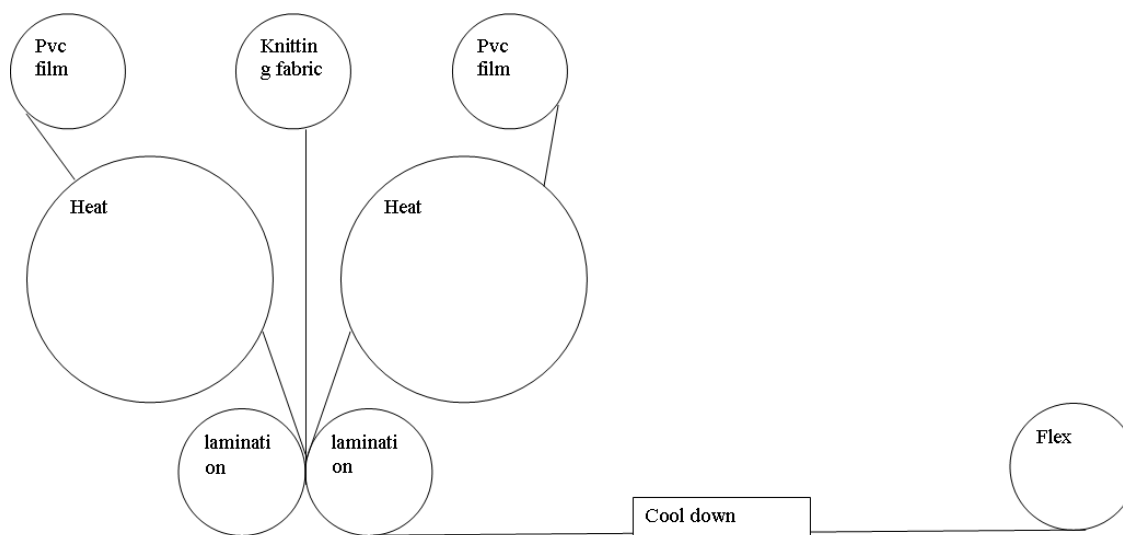 Pvc
film
Knittin
g fabric
Pvc
film
Heat
Heat
laminati
on
laminati
on
Flex
Cool down